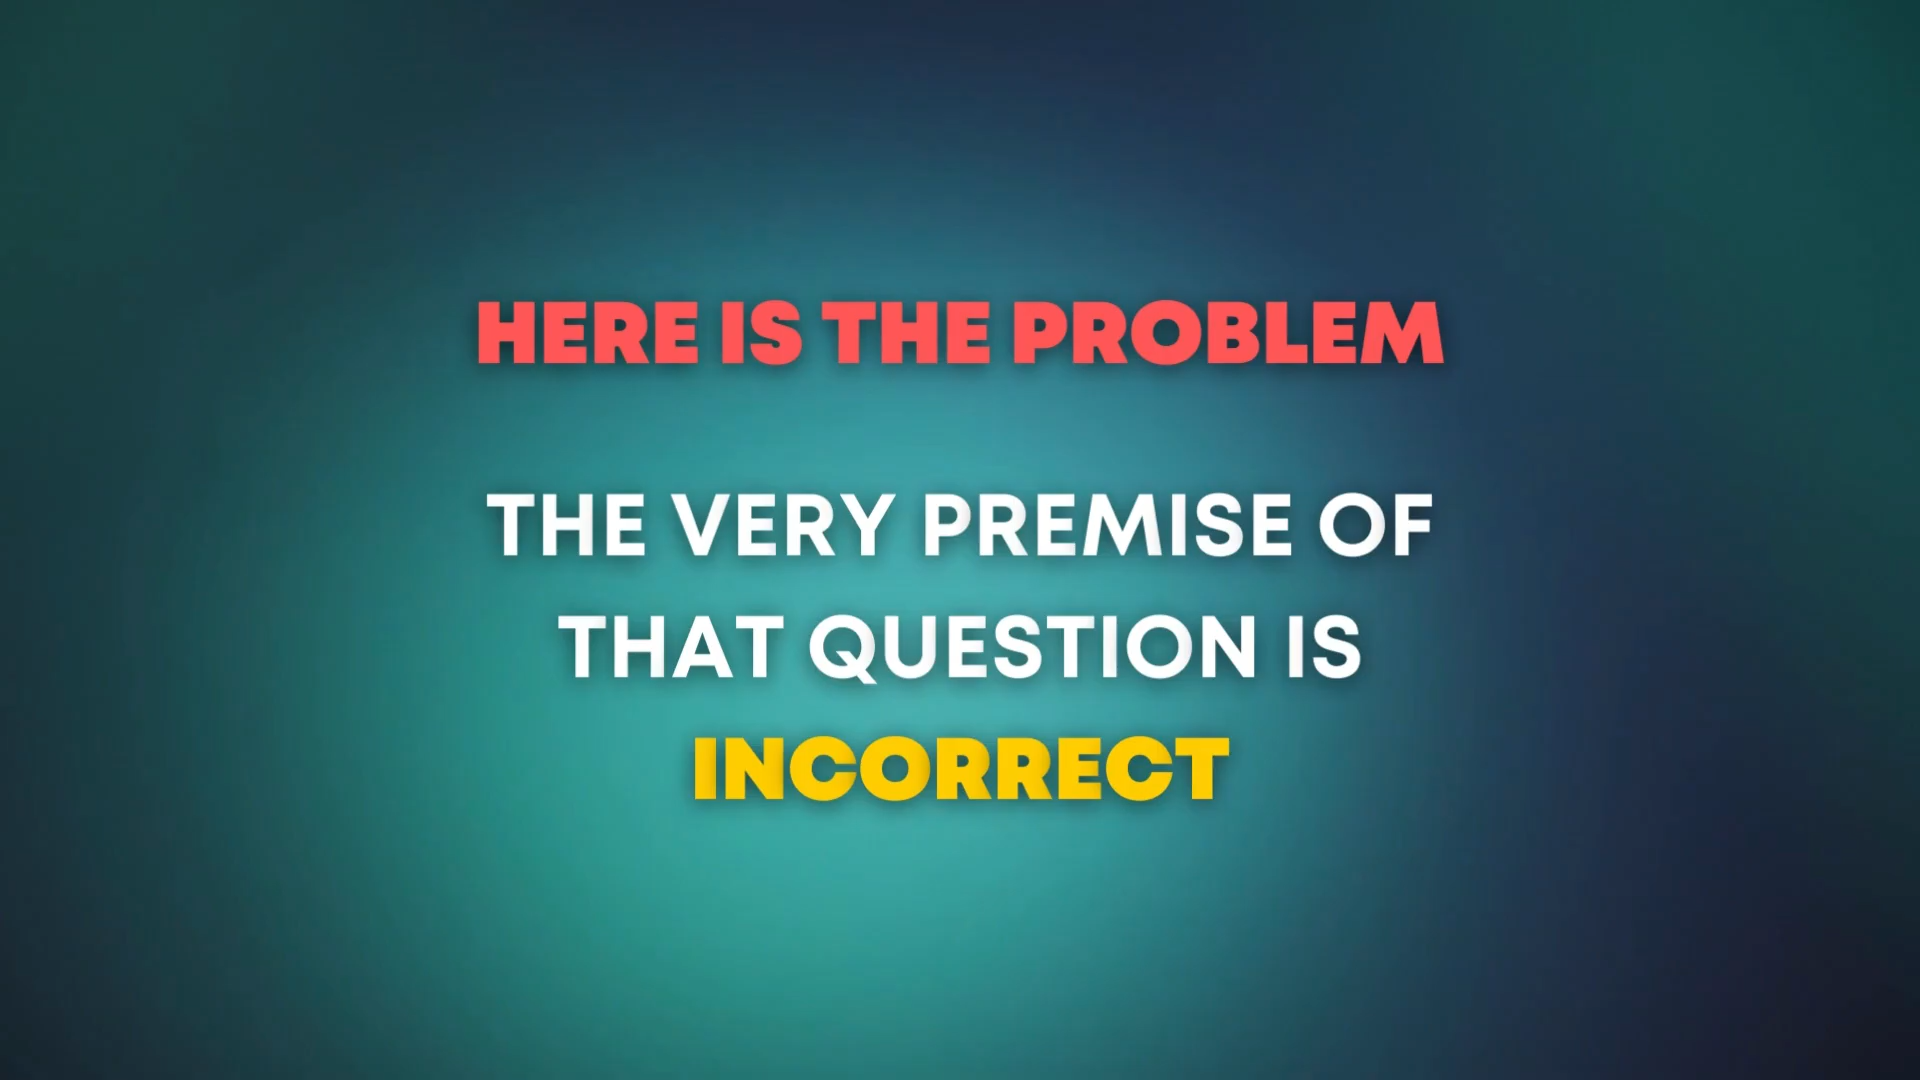 HERE IS THE PROBLEM
THE VERY PREMISE OF
THAT QUESTION IS
INCORRECT